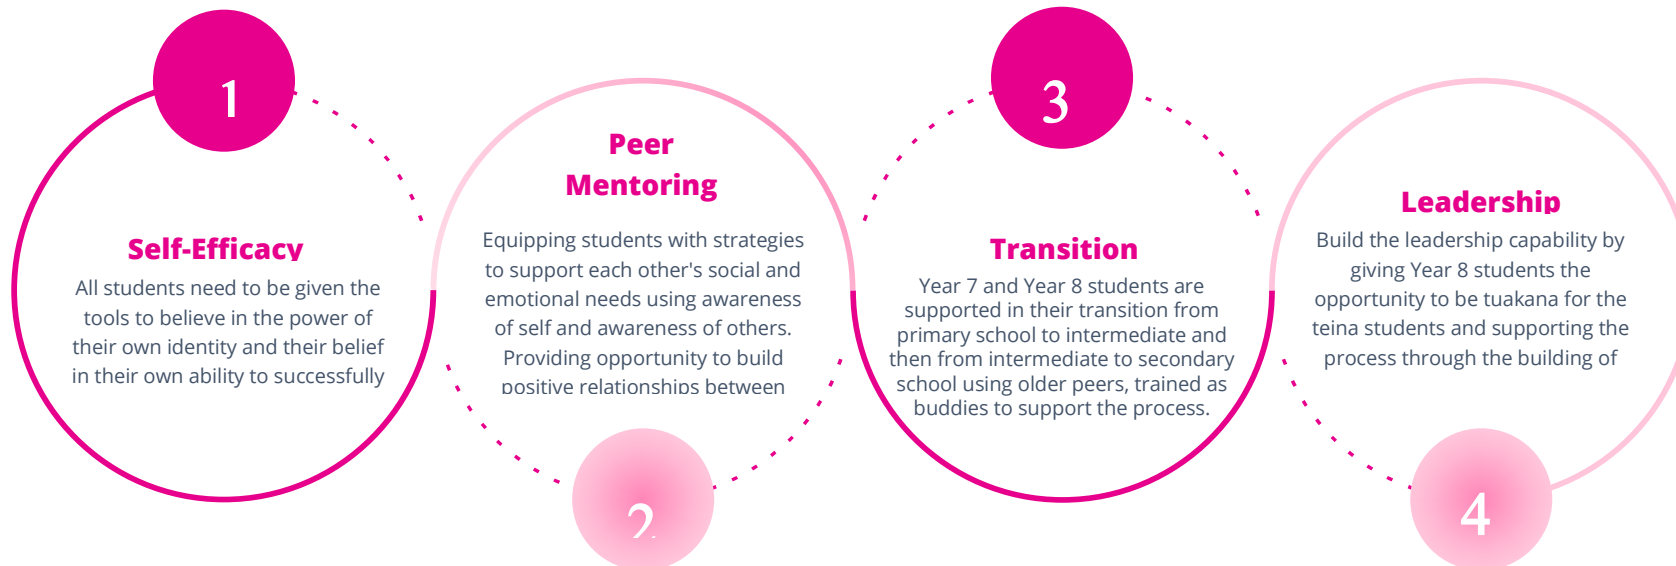 1
Self-Efficacy
All students need to be given the
tools to believe in the power of
their own identity and their belief
in their own ability to successfully
Peer
Mentoring
Equipping students with strategies
to support each other's social and
emotional needs using awareness
of self and awareness of others.
Providing opportunity to build
positive relationships between
2
3
Transition
Year 7 and Year 8 students are
supported in their transition from
primary school to intermediate and
then from intermediate to secondary
school using older peers, trained as
buddies to support the process.
Leadership
Build the leadership capability by
giving Year 8 students the
opportunity to be tuakana for the
teina students and supporting the
process through the building of
4